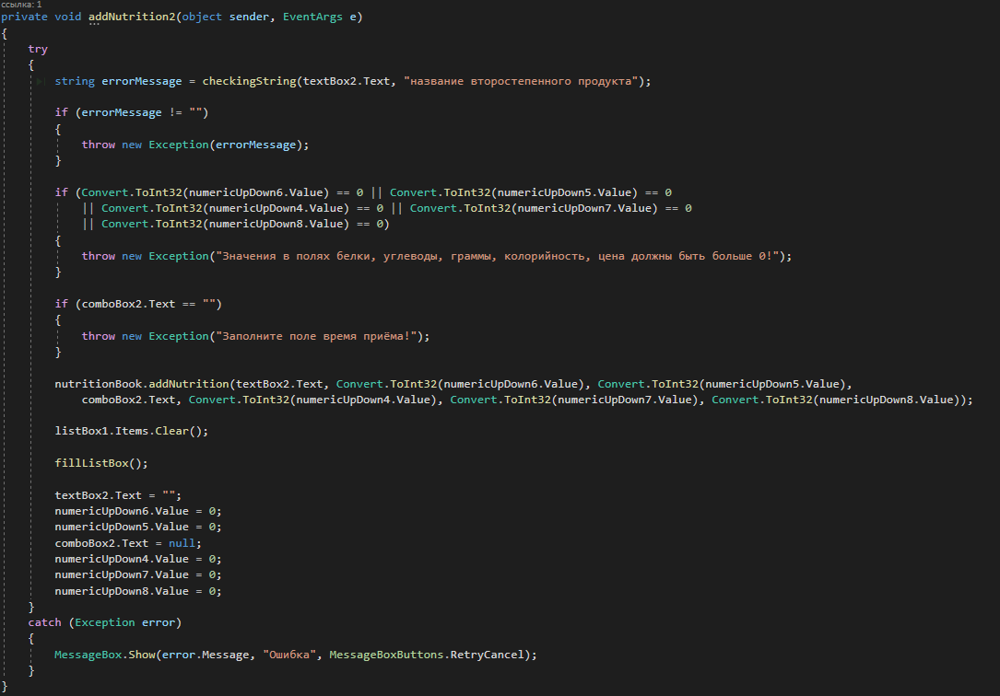 ссылка: 1
private void addNutrition2(object sender, EventArgs e)
{
try
{
string errorMessage = checkingString(textBox2.Text, "название второстепенного продукта");
if (errorMessage != "")
{
throw new Exception(errorMessage);
}
if (Convert.ToInt32(numericUpDown6.Value) == 0 || Convert.ToInt32(numericUpDown5.Value) == 0
|| Convert.ToInt32(numericUpDown4.Value) == 0 || Convert.ToInt32(numericUpDown7.Value) == 0
|| Convert.ToInt32(numericUpDown8.Value) == 0)
{
throw new Exception("Значения в полях белки, углеводы, граммы, колорийность, цена должны быть больше 0!");
}
if (comboBox2.Text == "")
{
throw new Exception("Заполните поле время приёма!");
}
nutritionBook.addNutrition(textBox2.Text, Convert.ToInt32(numericUpDown6.Value), Convert.ToInt32(numericUpDown5.Value),
comboBox2.Text, Convert.ToInt32(numericUpDown4.Value), Convert.ToInt32(numericUpDown7.Value), Convert.ToInt32(numericUpDown8.Value));
listBox1.Items.Clear();
fillListBox();
textBox2.Text = "";
numericUpDown6.Value = 0;
numericUpDown5.Value = 0;
comboBox2.Text = null;
numericUpDown4.Value = 0;
numericUpDown7.Value = 0;
numericUpDown8.Value = 0;
}
catch (Exception error)
{
MessageBox.Show(error.Message, "Ошибка", MessageBoxButtons.RetryCancel);
}
}